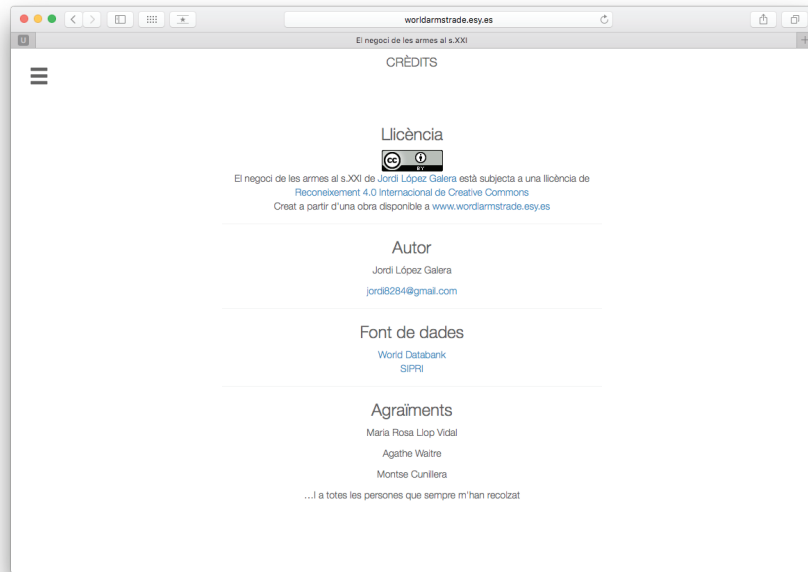 worldarmstrade.esy.es
U
El negoci de les armes al s.XXI
CRÈDITS
Llicència
cc
BY
El negoci de les armes al s.XXI de Jordi López Galera està subjecta a una llicència de
Reconeixement 4.0 Internacional de Creative Commons
Creat a partir d'una obra disponible a www.wordlarmstrade.esy.es
Autor
Jordi López Galera
jordi8284@gmail.com
Font de dades
World Databank
SIPRI
Agraïments
Maria Rosa Llop Vidal
Agathe Waitre
Montse Cunillera
...I a totes les persones que sempre m'han recolzat